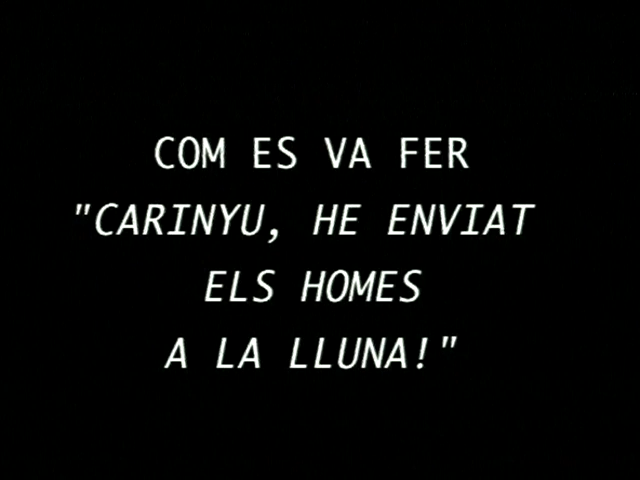 COM ES VA FER
"CARINYU, HE ENVIAT
ELS HOMES
A LA LLUNA!"